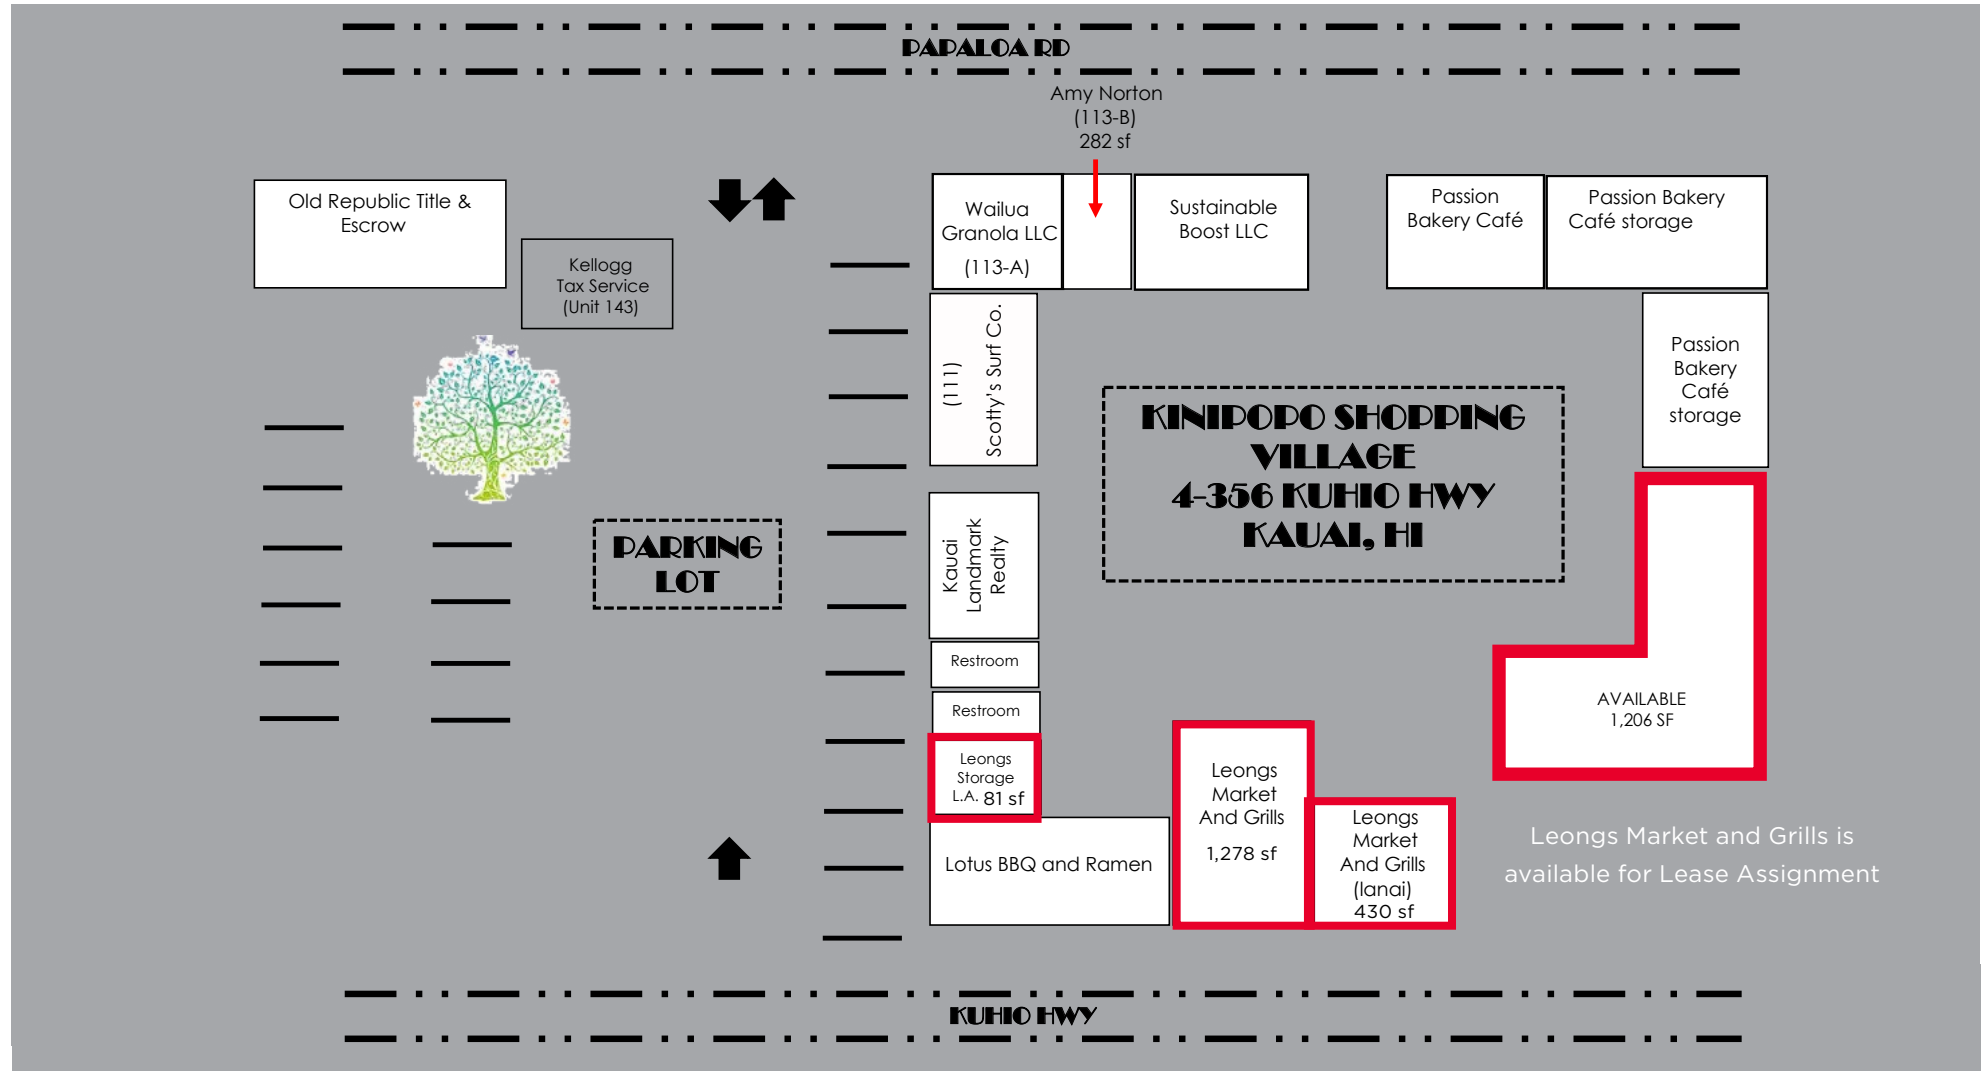 PAPALOA RD
Amy Norton
(113-B)
282 sf
Old Republic Title &
Escrow
Kellogg
Tax Service
(Unit 143)
Wailua
Granola LLC
(113-A)
Sustainable
Boost LLC
Passion
Bakery Café
Passion Bakery
Café storage
Passion
Bakery
Café
storage
(111)
Scotty's Surf Co.
KINIPOPO SHOPPING
VILLAGE
4-356 KUHIO HWY
KAUAI, HI
PARKING
LOT
Kauai
Landmark
Realty
Restroom
Restroom
Leongs
Storage
L.A. 81 sf
Lotus BBQ and Ramen
Leongs
Market
And Grills
1,278 sf
Leongs
Market
And Grills
(lanai)
430 sf
AVAILABLE
1,206 SF
Leongs Market and Grills is
available for Lease Assignment
KUHIO HWY